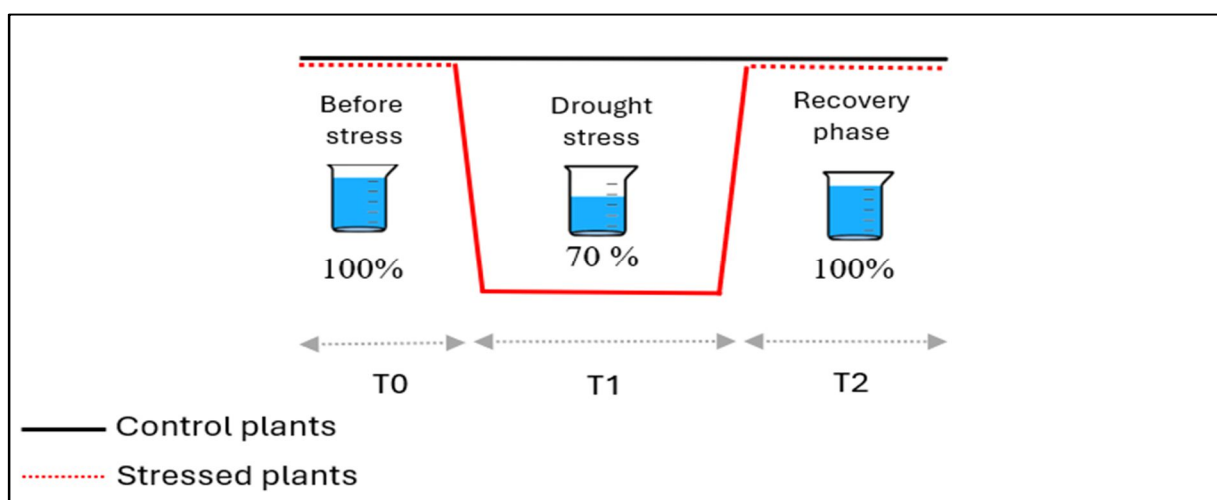 Before
stress
100%
Drought
stress
70 %
Recovery
phase
100%
T0
T1
T2
Control plants
Stressed plants